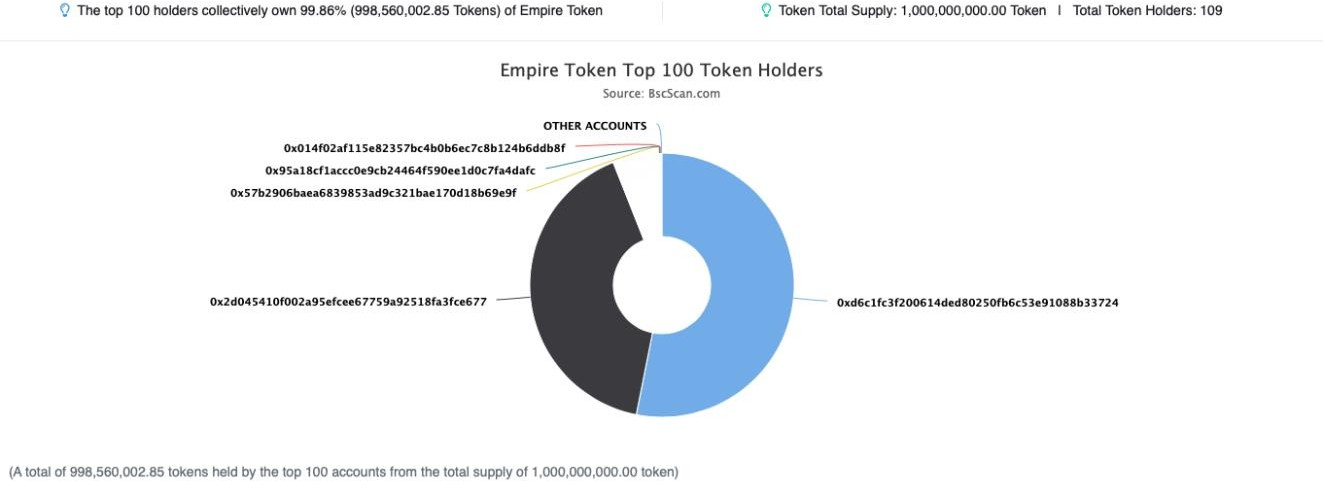 The top 100 holders collectively own 99.86% (998,560,002.85 Tokens) of Empire Token
Token Total Supply: 1,000,000,000.00 Token | Total Token Holders: 109
Empire Token Top 100 Token Holders
Source: BscScan.com
OTHER ACCOUNTS
0x014f02af115e82357bc4b0b6ec7c8b124b6ddb8f
0x95a18cf1accc0e9cb24464f590ee1d0c7fa4dafc
0x57b2906baea6839853ad9c321bae170d18b69e9f
0x2d045410f002a95efcee67759a92518fa3fce677
0xd6c1fc3f200614ded80250fb6c53e91088b33724
(A total of 998,560,002.85 tokens held by the top 100 accounts from the total supply of 1,000,000,000.00 token)